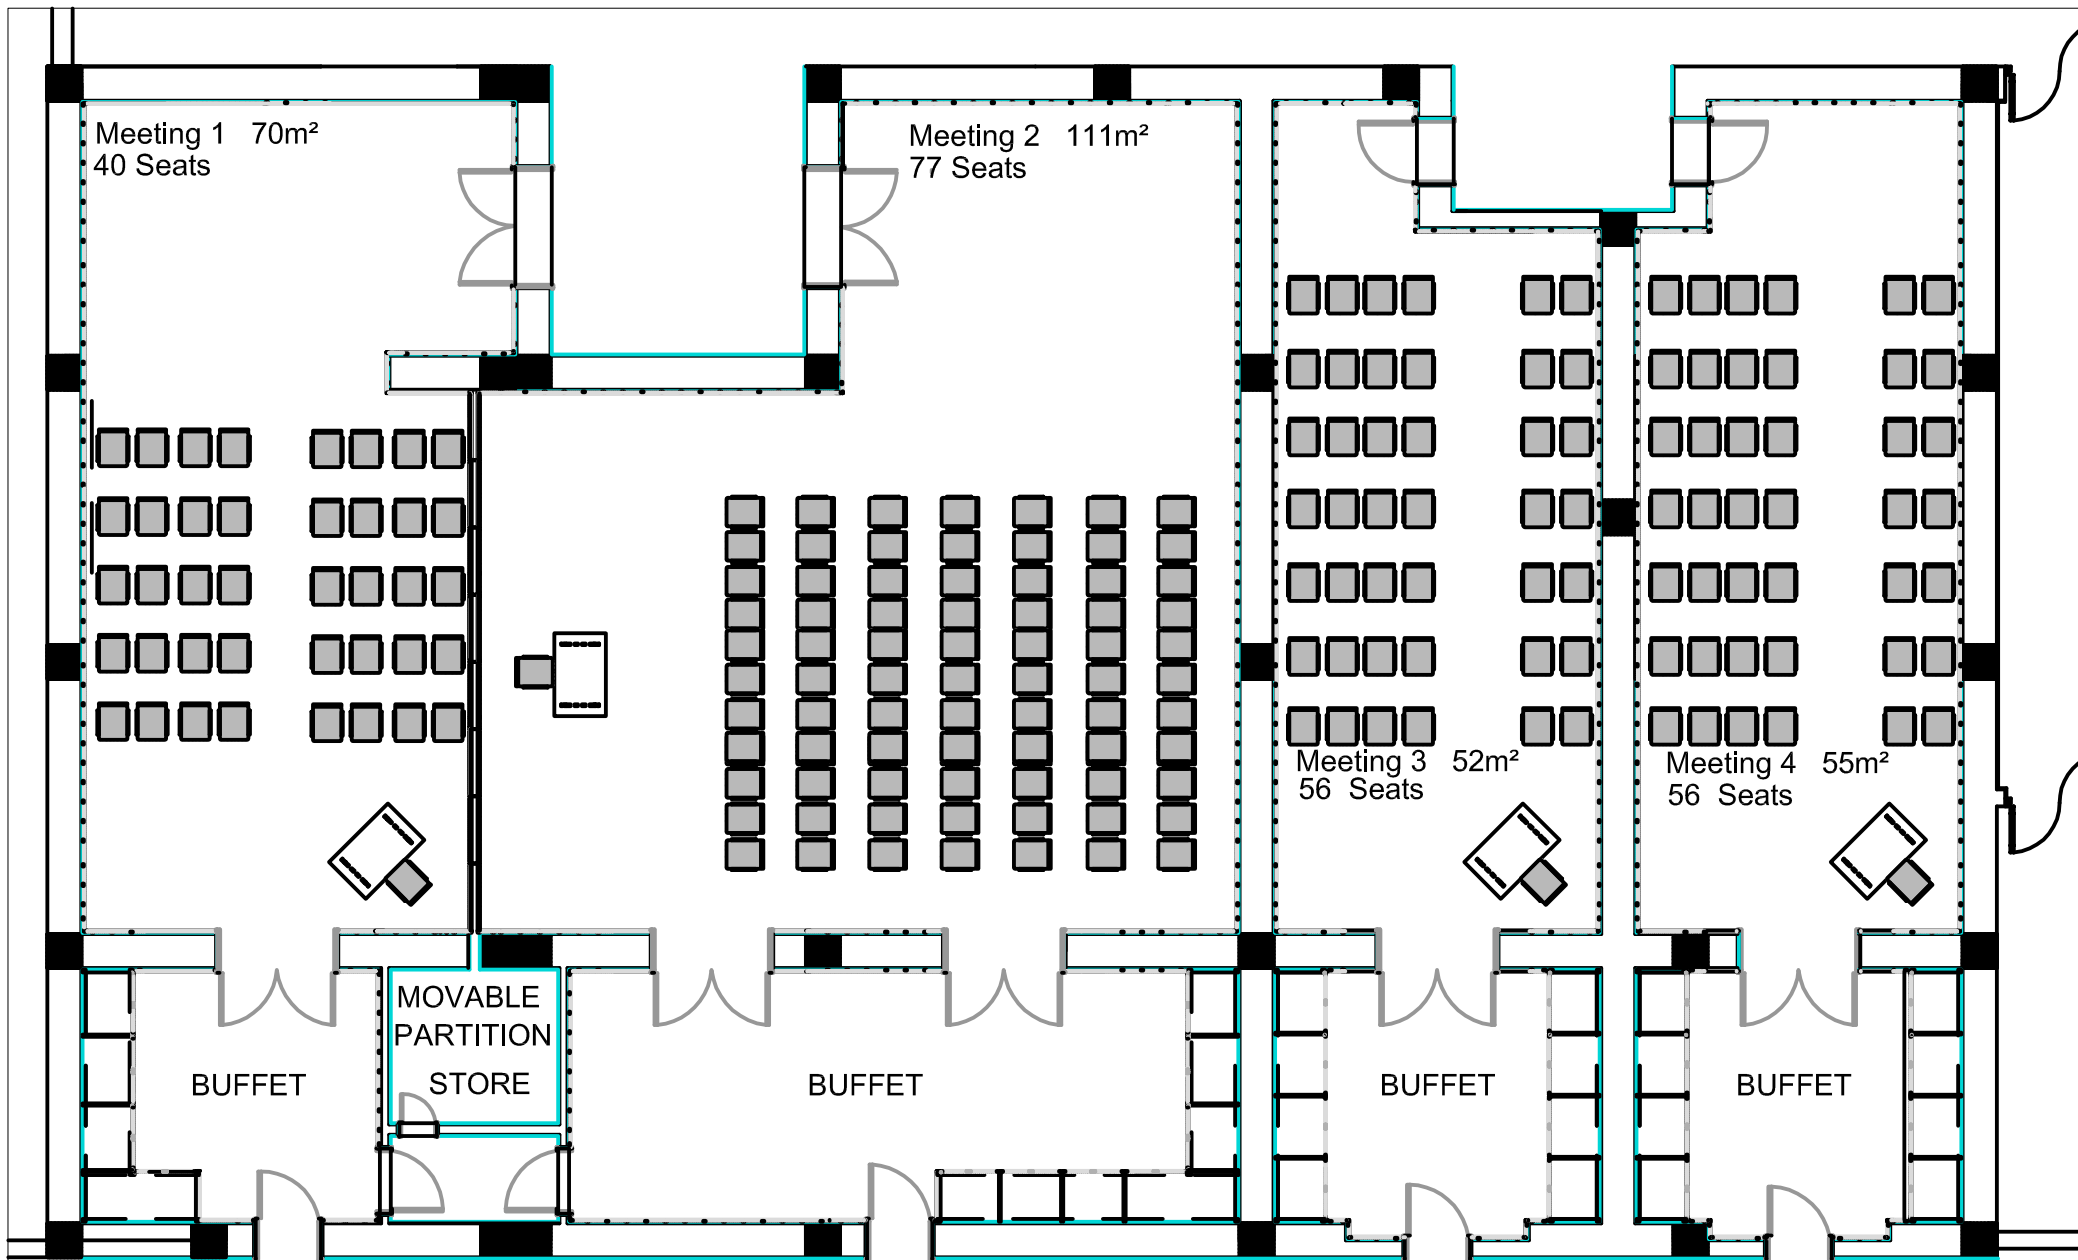 Meeting 1 70m²
40 Seats
Meeting 2 111m²
77 Seats
Meeting 3 52m²
56 Seats
Meeting 4 55m²
56 Seats
MOVABLE
PARTITION
STORE
BUFFET
BUFFET
BUFFET
BUFFET